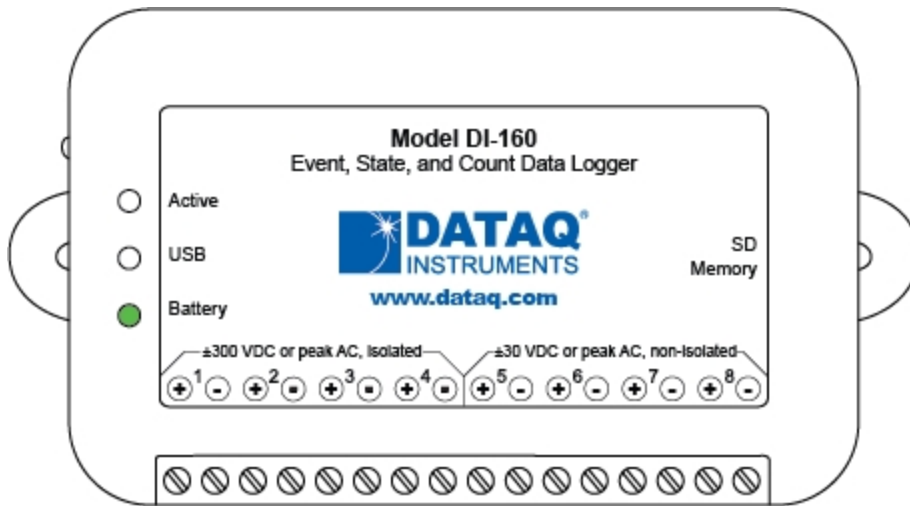 Model DI-160
Event, State, and Count Data Logger
Active
USB
Battery
DATAQ®
INSTRUMENTS
www.dataq.com
SD
Memory
±300 VDC or peak AC, Isolated
±30 VDC or peak AC, non-Isolated
+ 1 - + 2 - + 3 - + 4 - + 5 - + 6 - + 7 - + 8 -